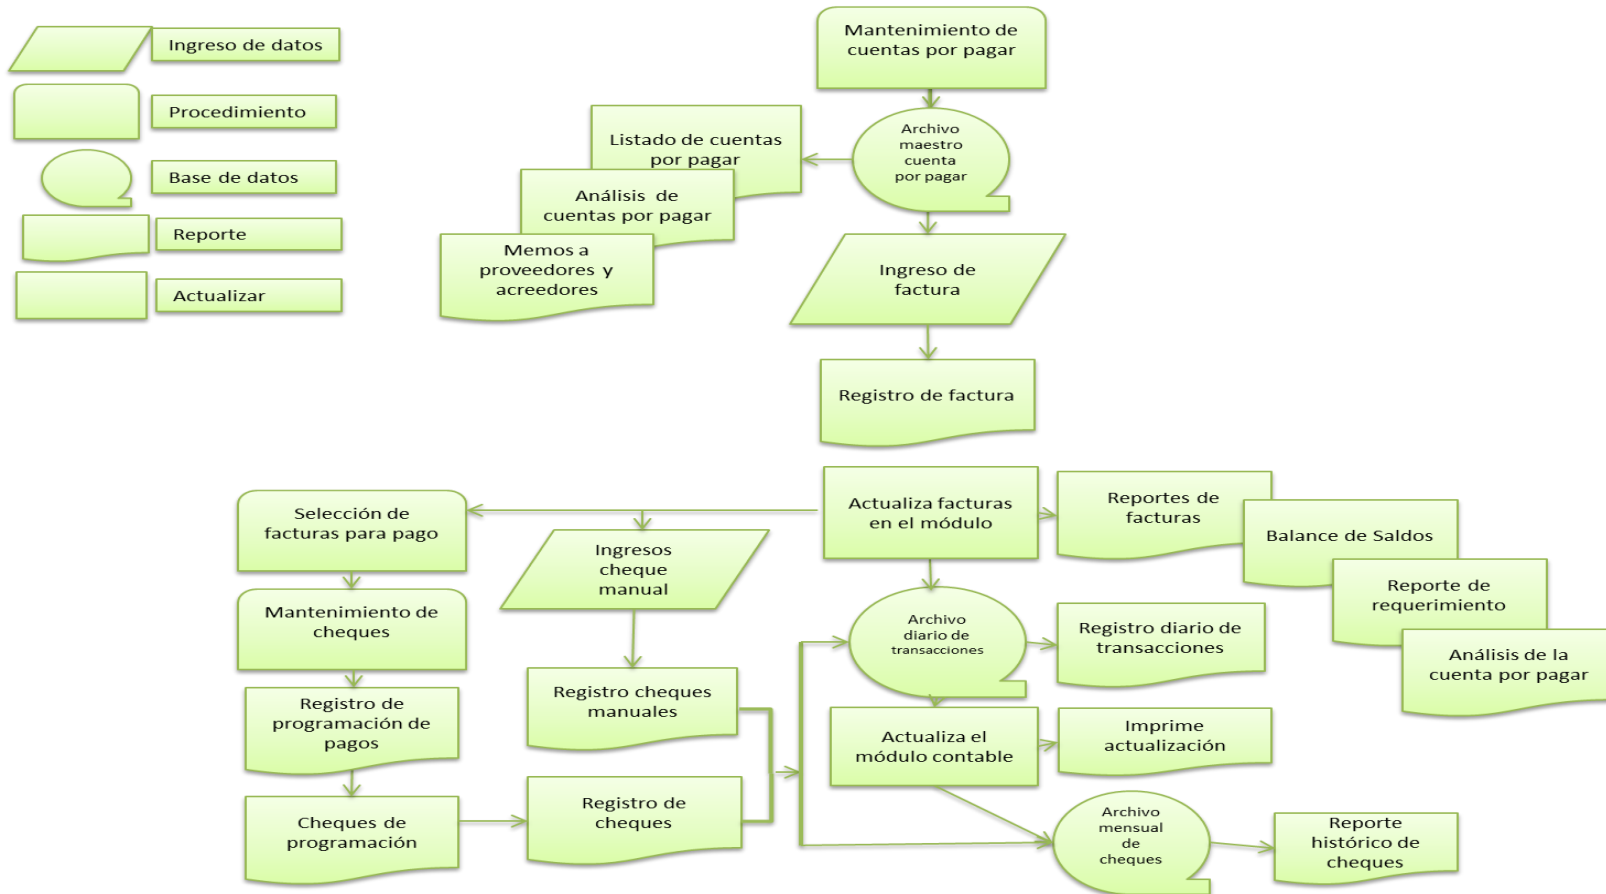 Ingreso de datos
Procedimiento
Base de datos
Reporte
Actualizar
Mantenimiento de
cuentas por pagar
Archivo
maestro
cuenta
por pagar
Listado de cuentas
por pagar
Análisis de
cuentas por pagar
Memos a
proveedores y
acreedores
Ingreso de
factura
Registro de factura
Actualiza facturas
en el módulo
Reportes de
facturas
Balance de Saldos
Reporte de
requerimiento
Análisis de la
cuenta por pagar
Selección de
facturas para pago
Ingresos
cheque
manual
Mantenimiento de
cheques
Archivo
diario de
transacciones
Registro diario de
transacciones
Registro de
programación de
pagos
Registro cheques
manuales
Actualiza el
módulo contable
Imprime
actualización
Cheques de
programación
Registro de
cheques
Archivo
mensual
de
cheques
Reporte
histórico de
cheques